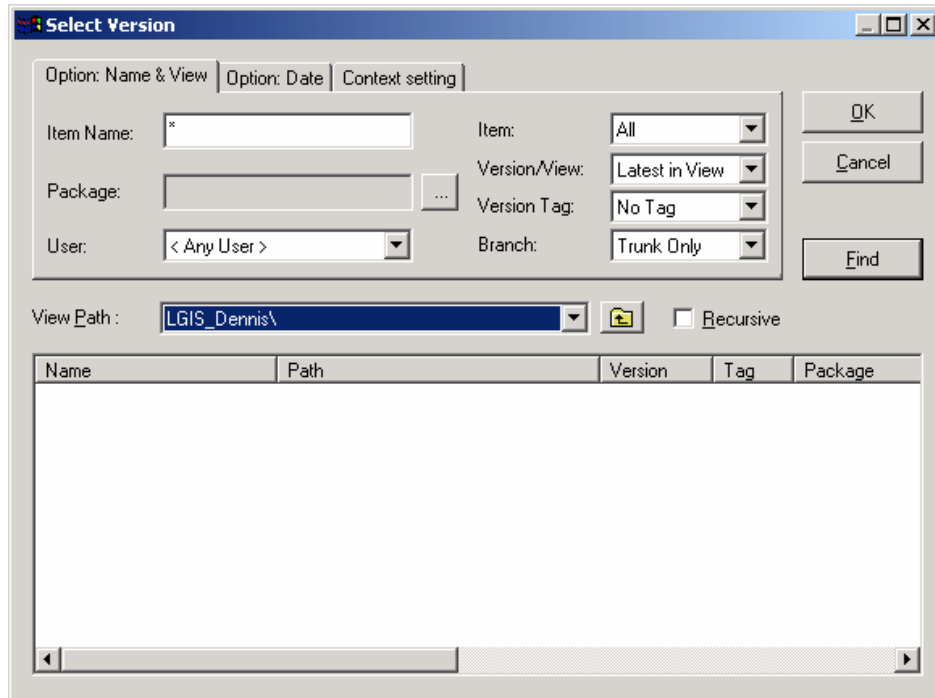 Select Version
Option: Name & View Option: Date Context setting
Item Name: *
Package: ...
User: < Any User >
Item: All
Version/View: Latest in View
Version Tag: No Tag
Branch: Trunk Only
OK
Cancel
Find
View Path : LGIS_Dennis\ Recursive
Name Path Version Tag Package